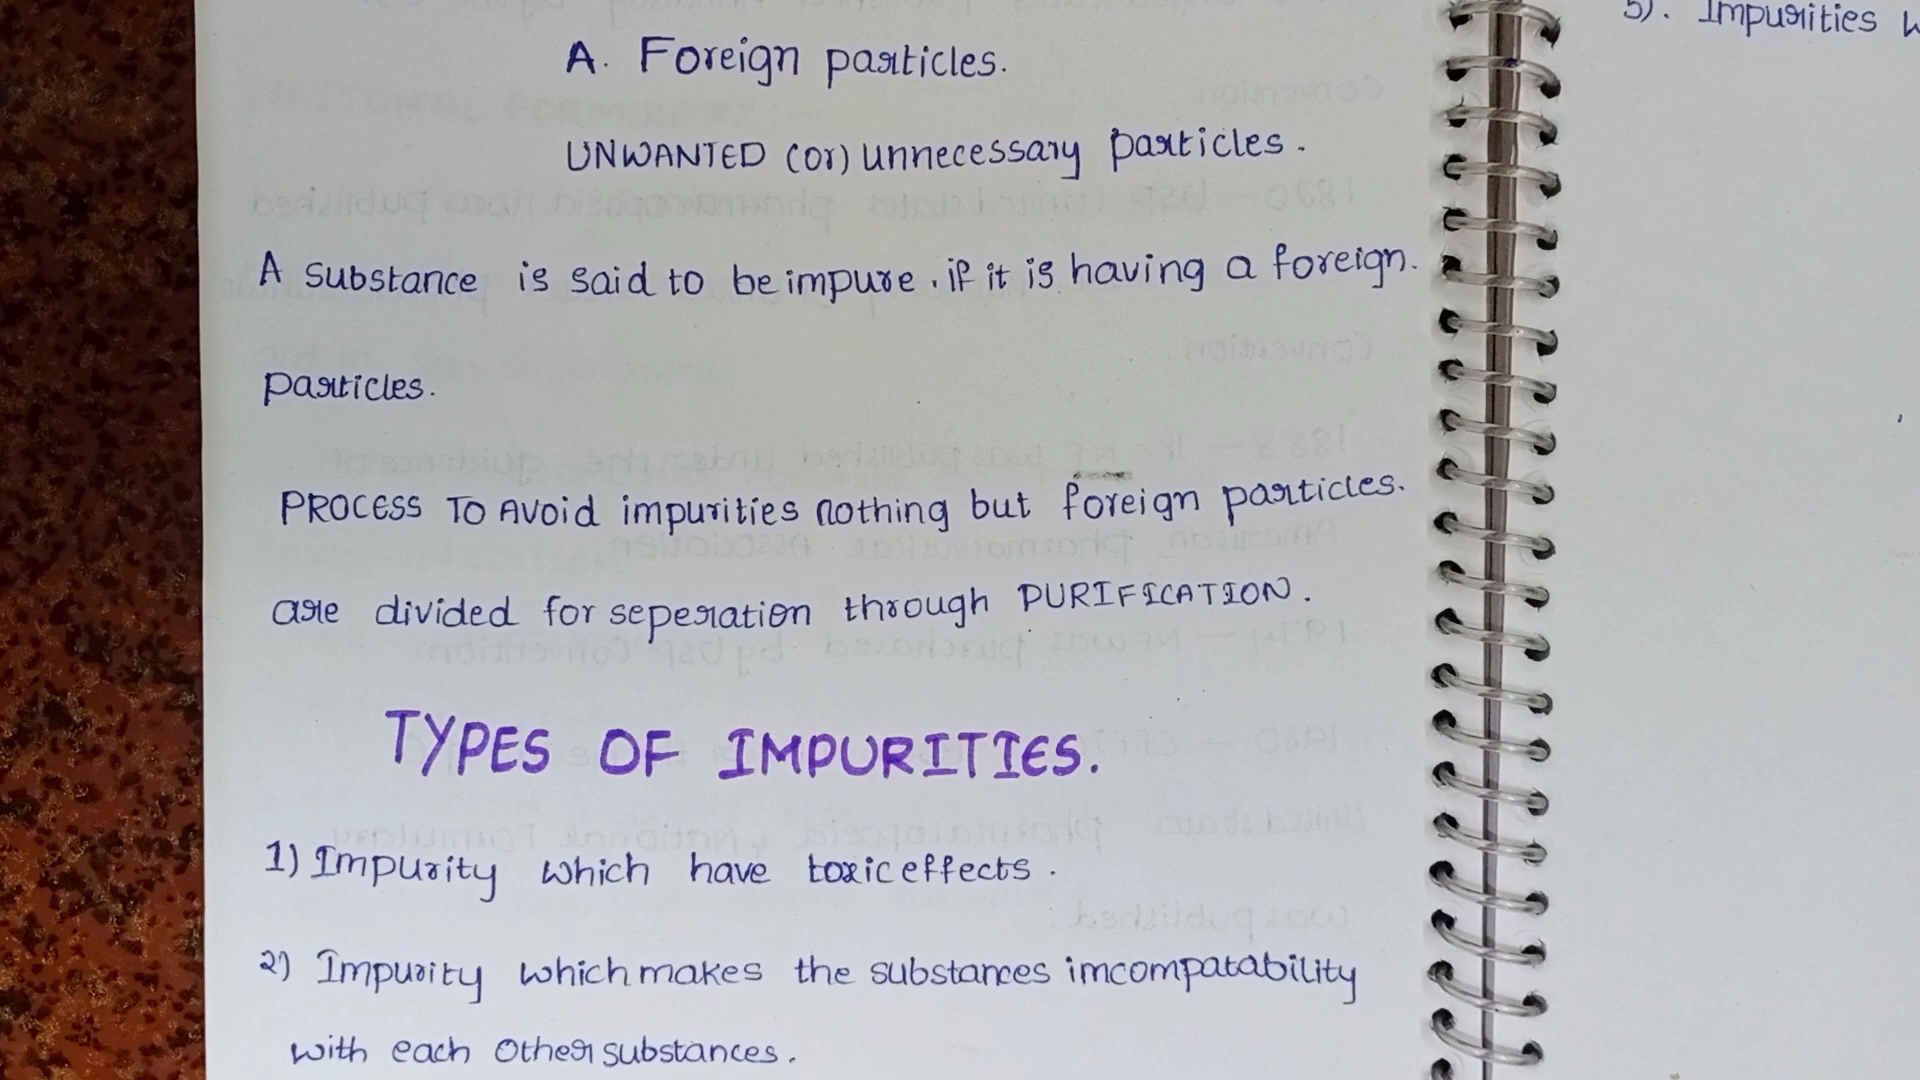 A. Foreign particles.
UNWANTED (or) unnecessary particles.
A substance is said to be impure. if it is having a foreign.
particles.
PROCESS TO AVOID impurities nothing but foreign particles.
are divided for seperation through PURIFICATION.
TYPES OF IMPURITIES.
1) Impurity which have toxic effects.
2) Impurity which makes the substances imcompatability
with each other substances.
5). Impurities